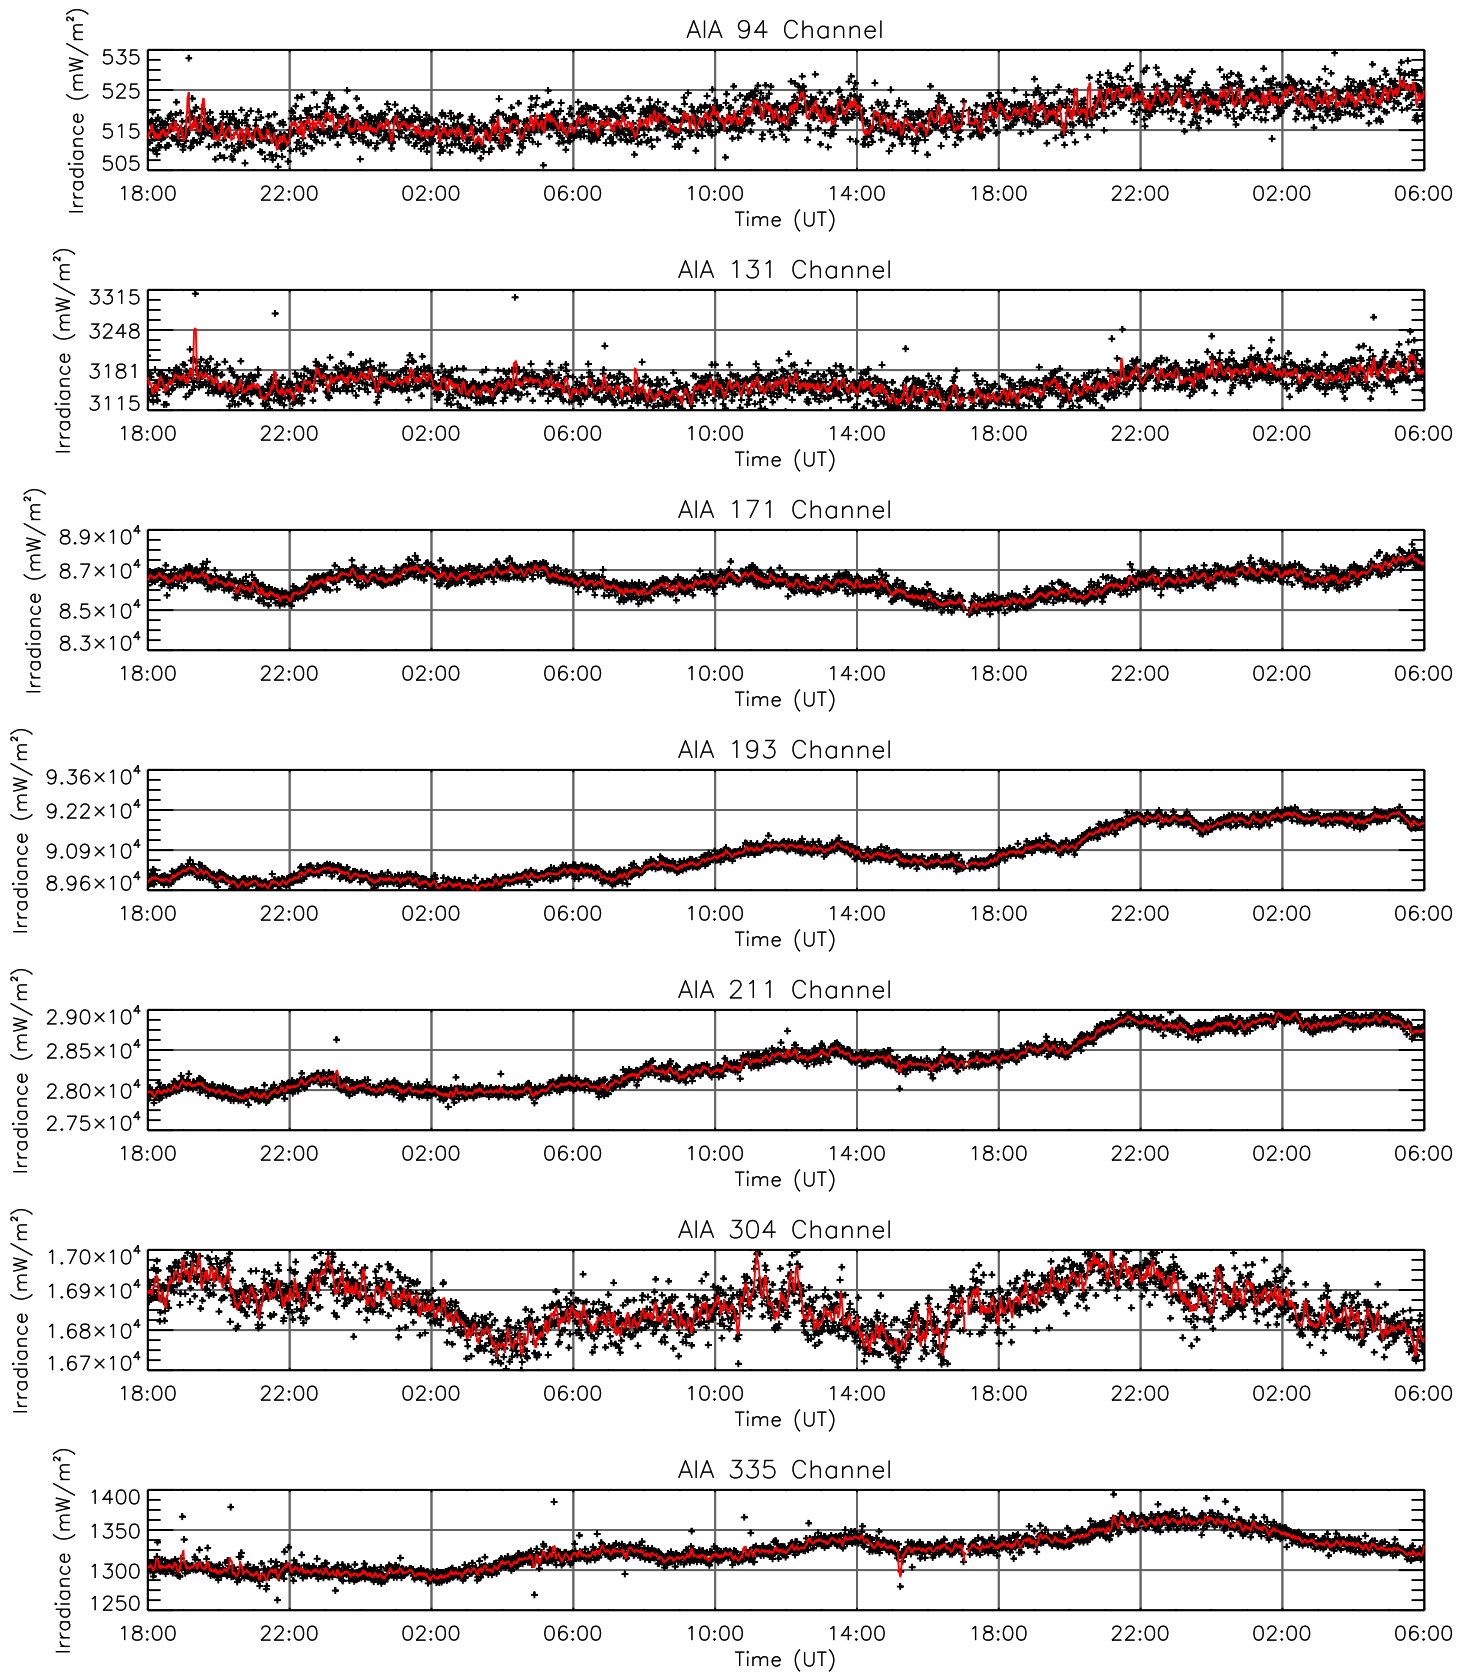 AIA 94 Channel
Irradiance (mW/m²)
535
525
515
505
18:00 22:00 02:00 06:00 10:00 14:00 18:00 22:00 02:00 06:00
Time (UT)
AIA 131 Channel
Irradiance (mW/m²)
3315
3248
3181
3115
18:00 22:00 02:00 06:00 10:00 14:00 18:00 22:00 02:00 06:00
Time (UT)
AIA 171 Channel
Irradiance (mW/m²)
8.9×10⁴
8.7×10⁴
8.5×10⁴
8.3×10⁴
18:00 22:00 02:00 06:00 10:00 14:00 18:00 22:00 02:00 06:00
Time (UT)
AIA 193 Channel
Irradiance (mW/m²)
9.36×10⁴
9.22×10⁴
9.09×10⁴
8.96×10⁴
18:00 22:00 02:00 06:00 10:00 14:00 18:00 22:00 02:00 06:00
Time (UT)
AIA 211 Channel
Irradiance (mW/m²)
2.90×10⁴
2.85×10⁴
2.80×10⁴
2.75×10⁴
18:00 22:00 02:00 06:00 10:00 14:00 18:00 22:00 02:00 06:00
Time (UT)
AIA 304 Channel
Irradiance (mW/m²)
1.70×10⁴
1.69×10⁴
1.68×10⁴
1.67×10⁴
18:00 22:00 02:00 06:00 10:00 14:00 18:00 22:00 02:00 06:00
Time (UT)
AIA 335 Channel
Irradiance (mW/m²)
1400
1350
1300
1250
18:00 22:00 02:00 06:00 10:00 14:00 18:00 22:00 02:00 06:00
Time (UT)